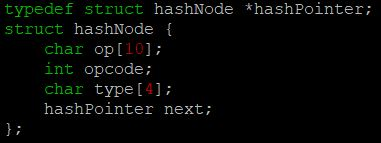 typedef struct hashNode *hashPointer;
struct hashNode {
    char op[10];
    int opcode;
    char type[4];
    hashPointer next;
};